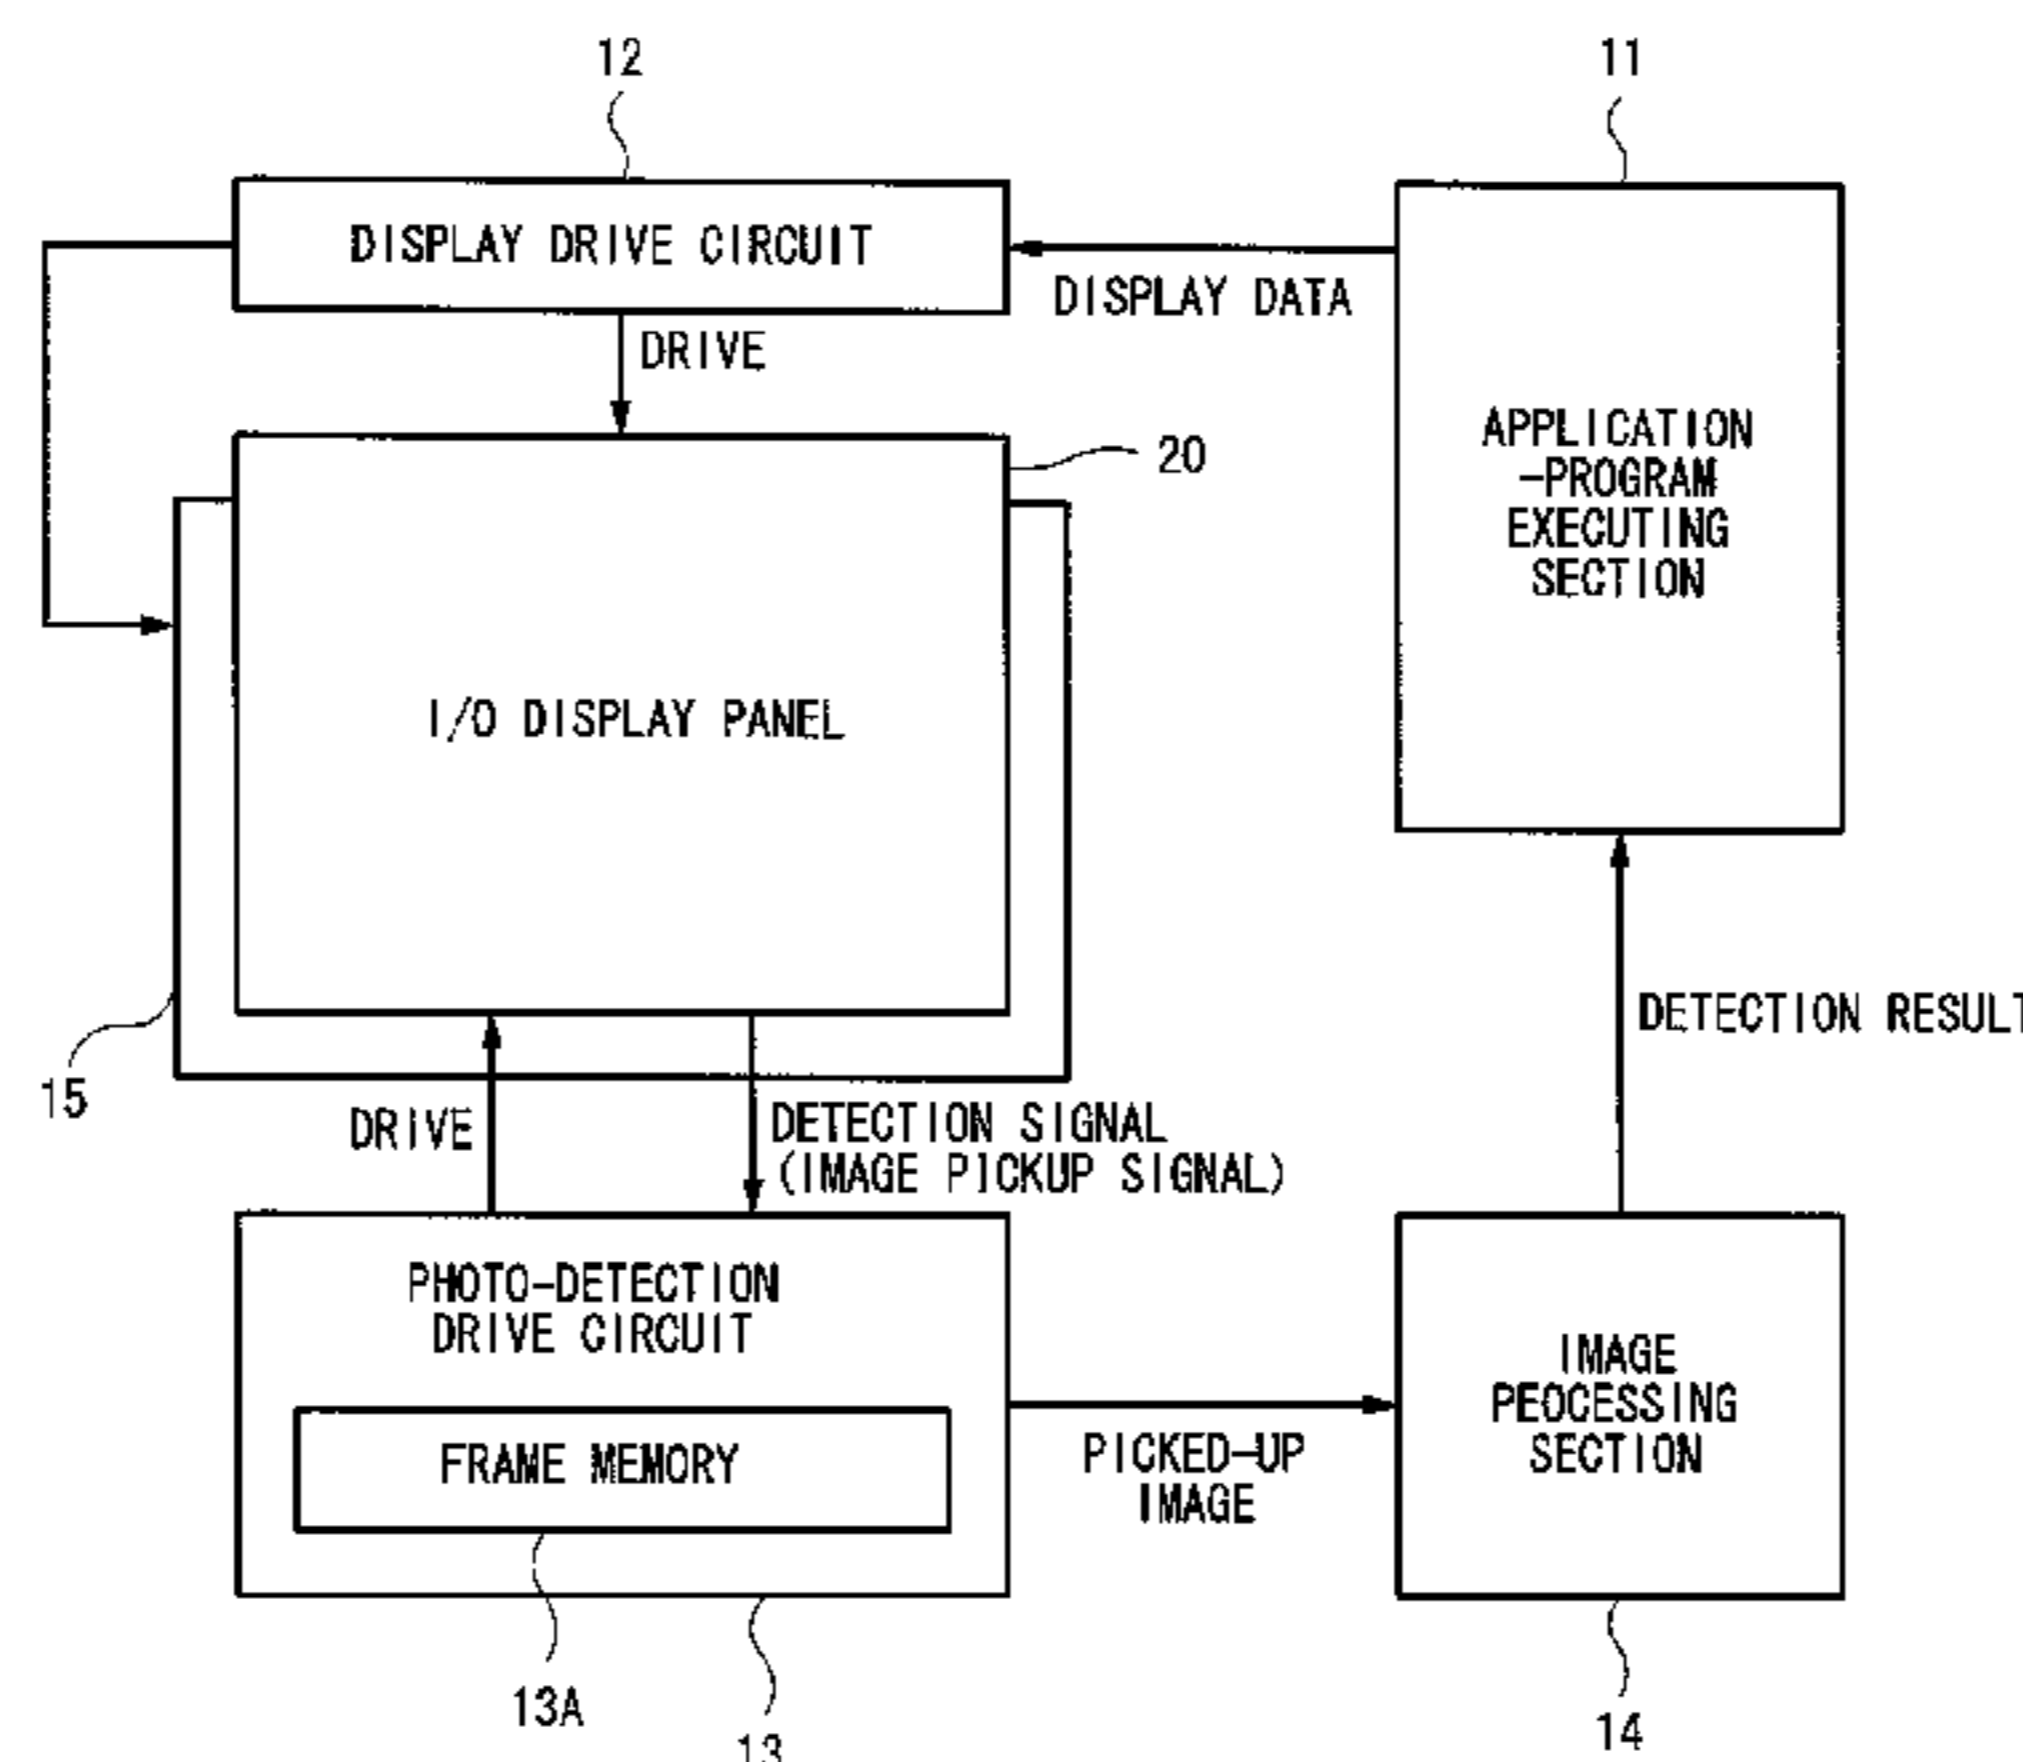 12
11
DISPLAY DRIVE CIRCUIT
DISPLAY DATA
DRIVE
20
APPLICATION
-PROGRAM
EXECUTING
SECTION
I/O DISPLAY PANEL
15
DRIVE
DETECTION SIGNAL
(IMAGE PICKUP SIGNAL)
DETECTION RESULT
PHOTO-DETECTION
DRIVE CIRCUIT
FRAME MEMORY
PICKED-UP
IMAGE
IMAGE
PEOCESSING
SECTION
13A
13
14